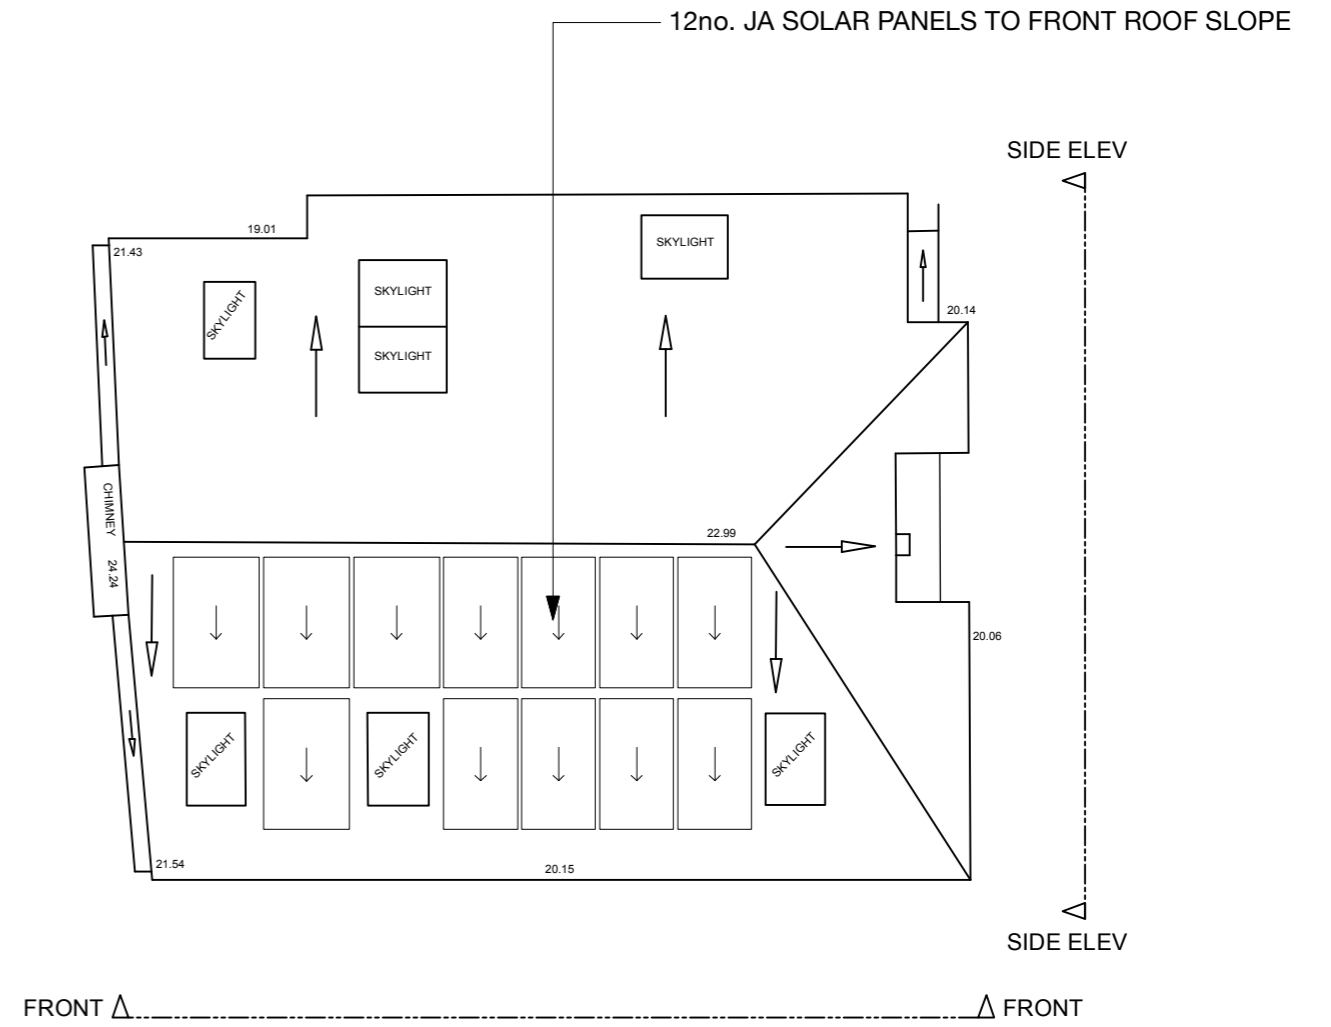 12no. JA SOLAR PANELS TO FRONT ROOF SLOPE
SIDE ELEV
19.01
21.43
SKYLIGHT
SKYLIGHT
SKYLIGHT
SKYLIGHT
20.14
CHIMNEY 24.24
22.99
20.06
SKYLIGHT
SKYLIGHT
SKYLIGHT
21.54
20.15
SIDE ELEV
FRONT
FRONT